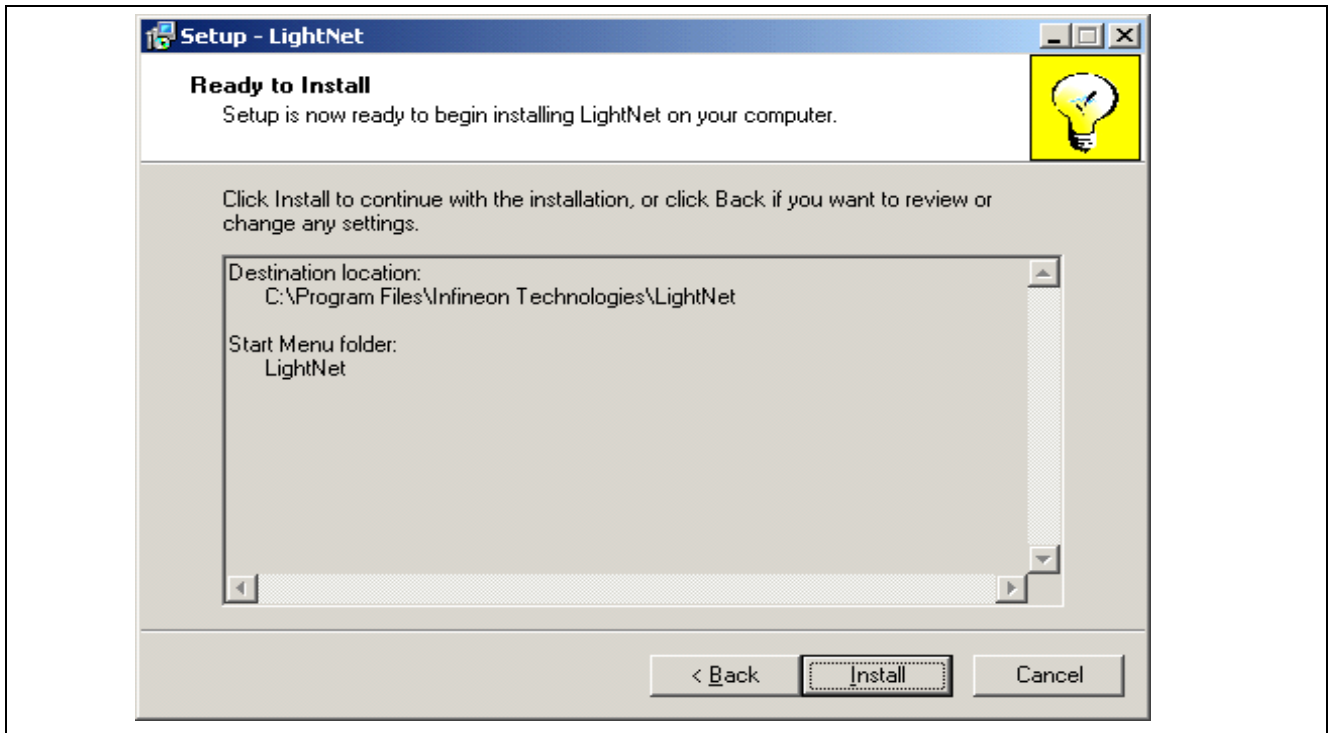 Setup - LightNet
Ready to Install
Setup is now ready to begin installing LightNet on your computer.
Click Install to continue with the installation, or click Back if you want to review or
change any settings.
Destination location:
C:\Program Files\Infineon Technologies\LightNet
Start Menu folder:
LightNet
< Back
Install
Cancel